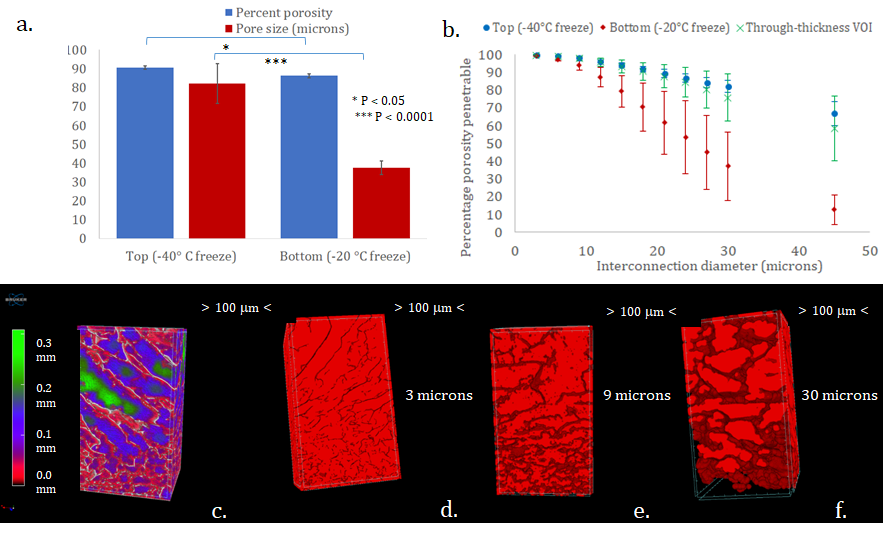 a.
Percent porosity
Pore size (microns)
100
90
80
70
60
50
40
30
20
10
0
*
***
* P < 0.05
*** P < 0.0001
Top (-40° C freeze)
Bottom (-20 °C freeze)
b.
Top (-40°C freeze)
Bottom (-20°C freeze)
Through-thickness VOI
Percentage porosity penetrable
100
90
80
70
60
50
40
30
20
10
0
0 10 20 30 40 50
Interconnection diameter (microns)
BRUKER
0.3
mm
0.2
mm
0.1
mm
0.0
mm
> 100 μm <
c.
> 100 μm <
3 microns
d.
> 100 μm <
9 microns
e.
> 100 μm <
30 microns
f.